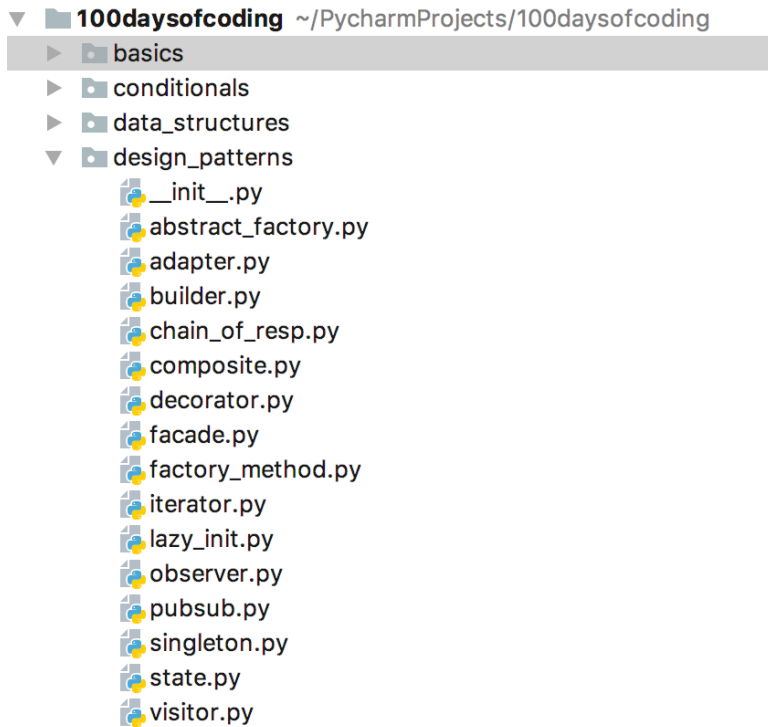 100daysofcoding ~/PycharmProjects/100daysofcoding
basics
conditionals
data_structures
design_patterns
__init__.py
abstract_factory.py
adapter.py
builder.py
chain_of_resp.py
composite.py
decorator.py
facade.py
factory_method.py
iterator.py
lazy_init.py
observer.py
pubsub.py
singleton.py
state.py
visitor.py